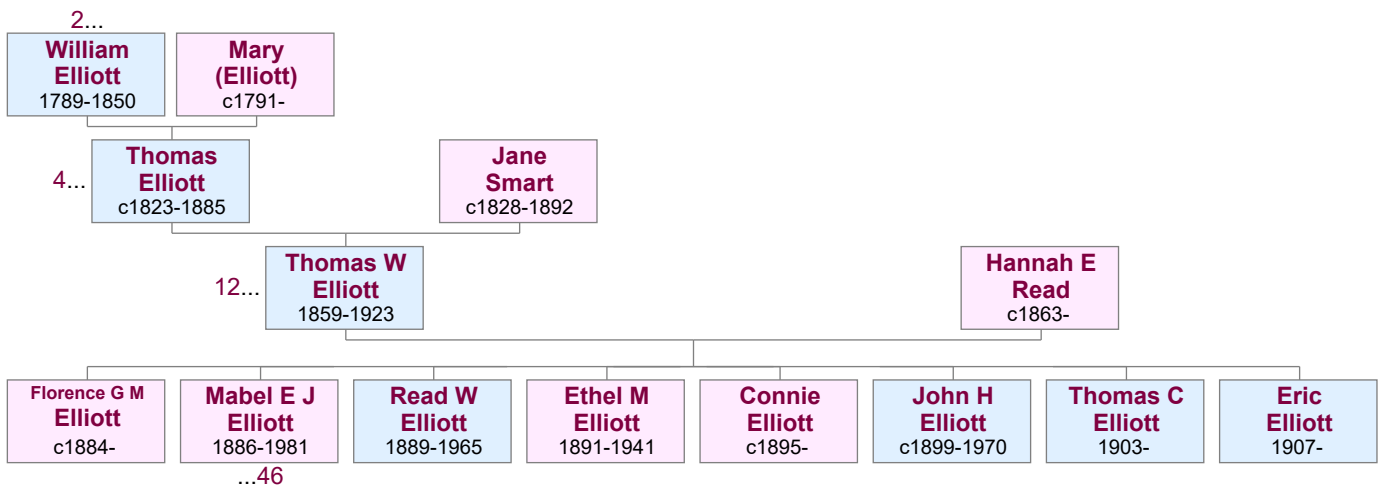 2...
William
Elliott
1789-1850
Mary
(Elliott)
c1791-
4...
Thomas
Elliott
c1823-1885
Jane
Smart
c1828-1892
12...
Thomas W
Elliott
1859-1923
Hannah E
Read
c1863-
Florence G M
Elliott
c1884-
Mabel E J
Elliott
1886-1981
Read W
Elliott
1889-1965
Ethel M
Elliott
1891-1941
Connie
Elliott
c1895-
John H
Elliott
c1899-1970
Thomas C
Elliott
1903-
Eric
Elliott
1907-
...46